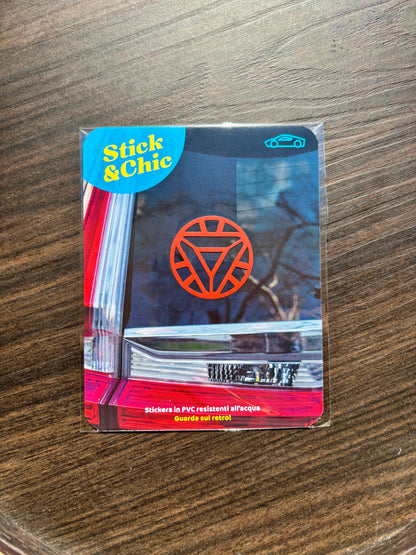 Stick
&Chic
Stickers in PVC resistenti all'acqua
Guarda sul retro!